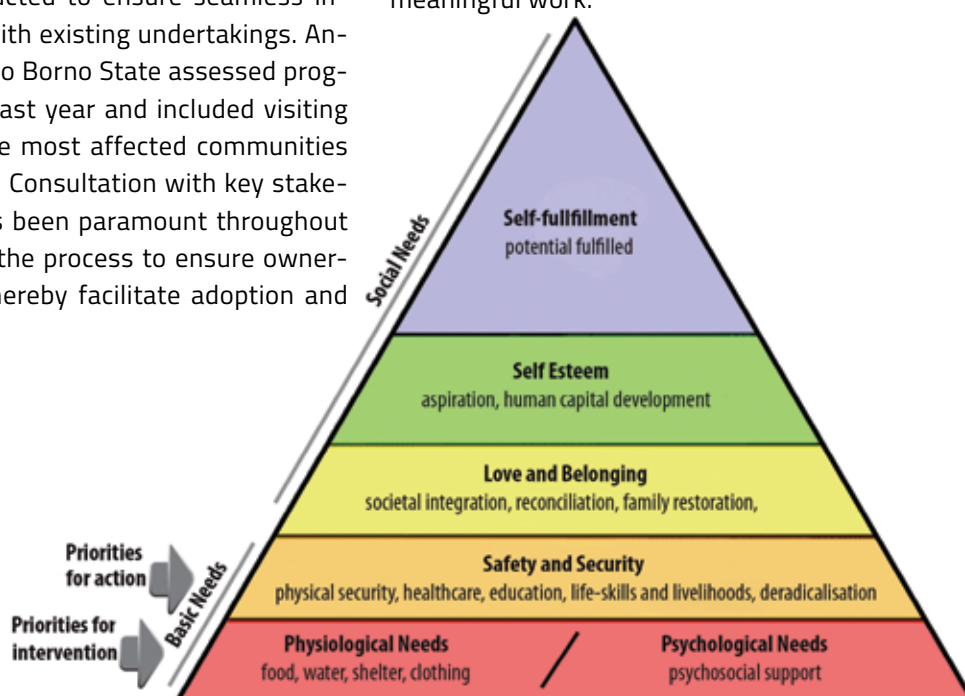 ucted to ensure seamless in-
ith existing undertakings. An-
o Borno State assessed prog-
ast year and included visiting
e most affected communities
Consultation with key stake-
s been paramount throughout
the process to ensure owner-
hereby facilitate adoption and
meaningful work.
Social Needs
Self-fullfillment
potential fulfilled
Self Esteem
aspiration, human capital development
Love and Belonging
societal integration, reconciliation, family restoration,
Priorities
for action
Basic Needs
Safety and Security
physical security, healthcare, education, life-skills and livelihoods, deradicalisation
Priorities for
intervention
Physiological Needs
food, water, shelter, clothing
/
Psychological Needs
psychosocial support